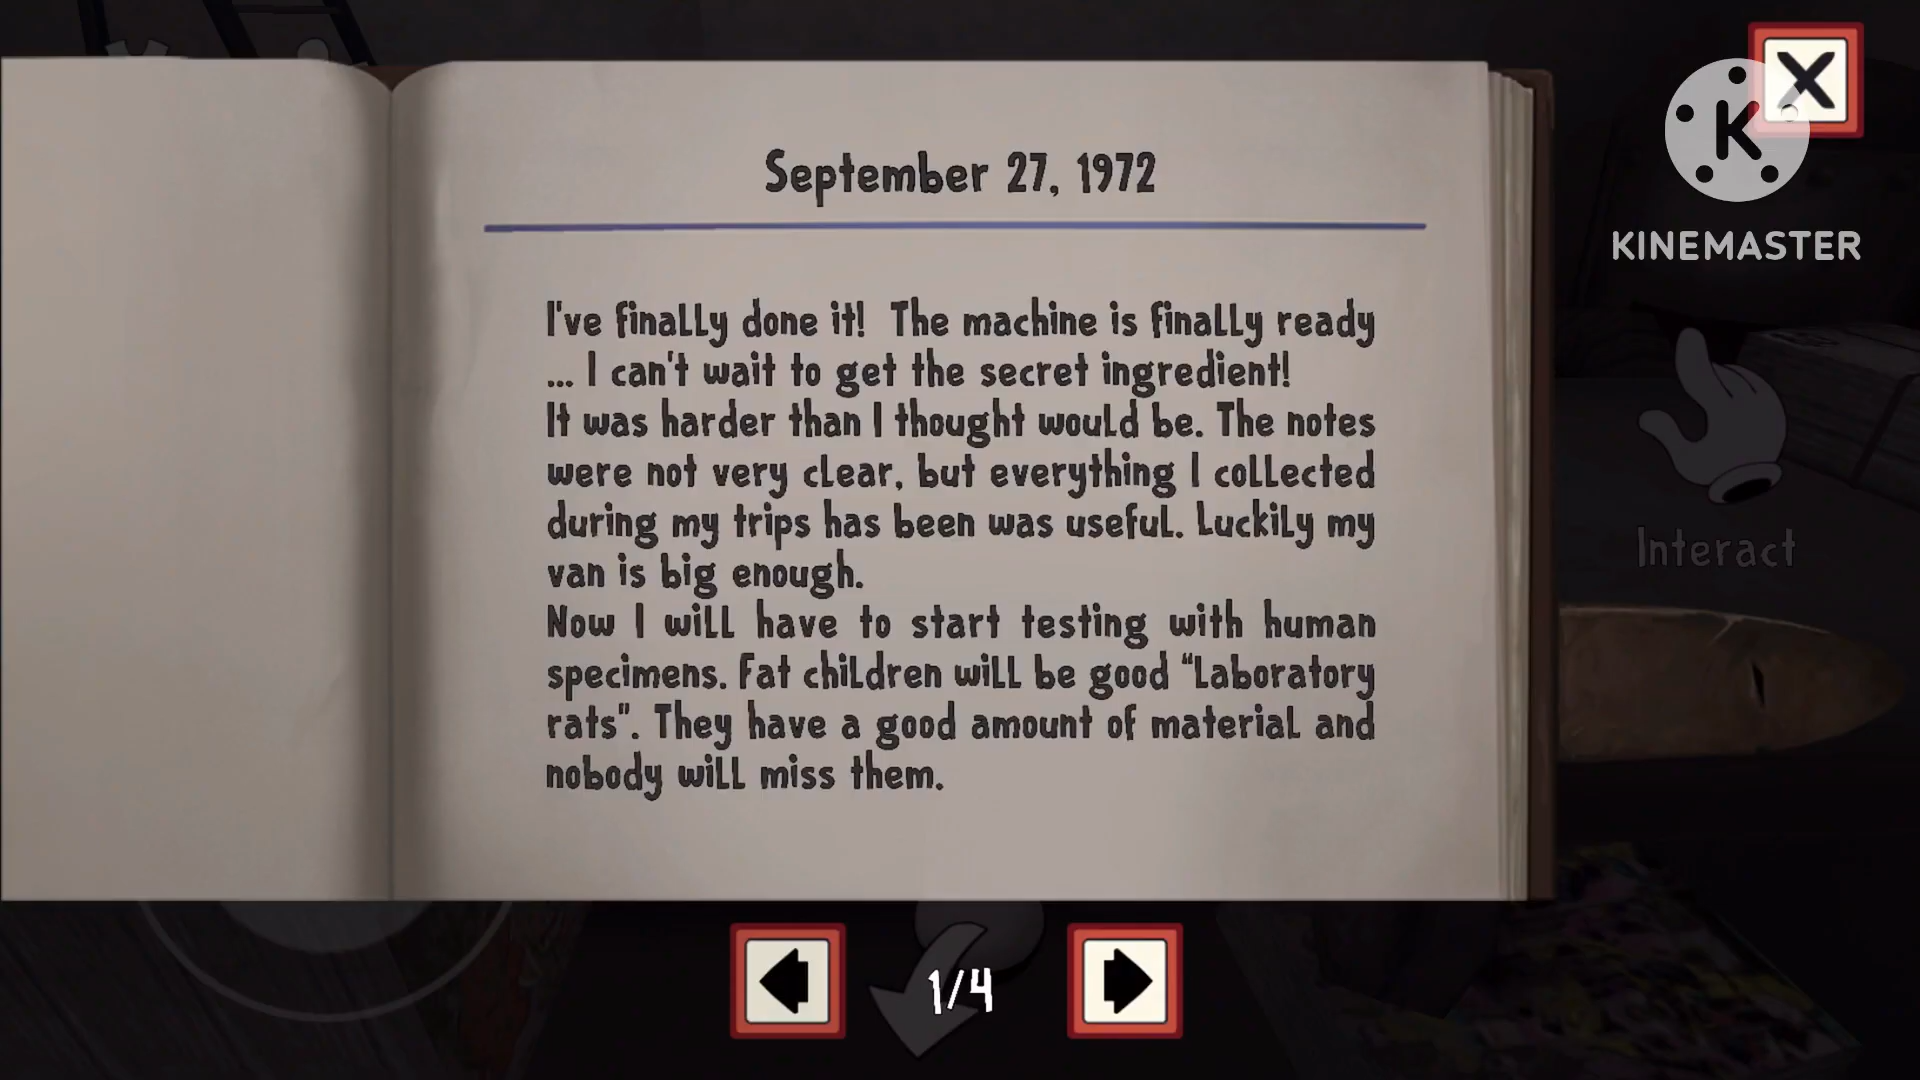 September 27, 1972
I've finally done it!  The machine is finally ready
... I can't wait to get the secret ingredient!
It was harder than I thought would be. The notes
were not very clear, but everything I collected
during my trips has been was useful. Luckily my
van is big enough.
Now I will have to start testing with human
specimens. Fat children will be good “Laboratory
rats”. They have a good amount of material and
nobody will miss them.
X
K
KINEMASTER
Interact
1/4